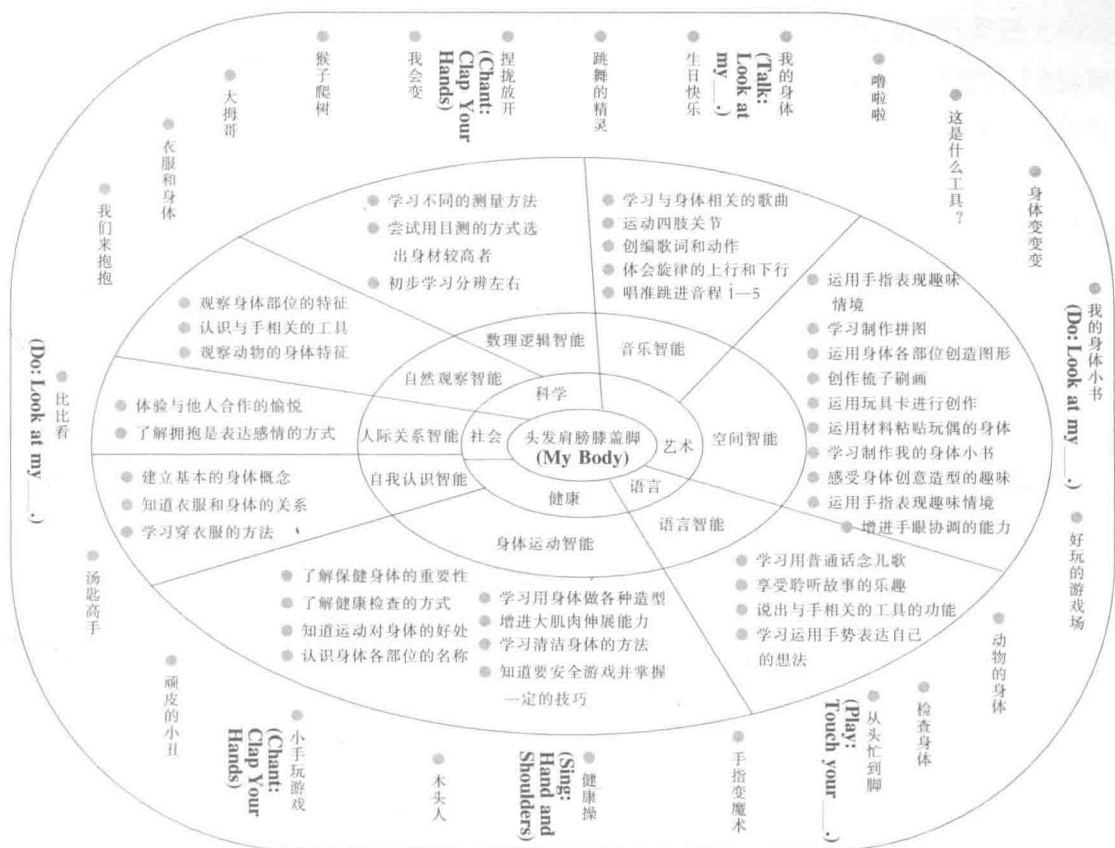 ● 猴子爬树
● 我会变
● 捏拢放开
(Chant:
Clap Your
Hands)
● 跳舞的精灵
● 生日快乐
● 我的身体
(Talk:
Look at
my___.)
● 噜啦啦
● 这是什么工具?
● 身体变变变
● 我的身体小书
(Do: Look at my ___.)
● 好玩的游戏场
● 动物的身体
● 检查身体
● 从头忙到脚
(Play:
Touch your ___.)
● 手指变魔术
● 健康操
(Sing:
Hand and
Shoulders)
● 木头人
● 小手玩游戏
(Chant:
Clap Your
Hands)
● 顽皮的小丑
● 汤匙高手
● 比比看
(Do: Look at my___.)
● 我们来抱抱
● 衣服和身体
● 大拇哥
● 学习不同的测量方法
● 尝试用目测的方式选
出身材较高者
● 初步学习分辨左右
● 学习与身体相关的歌曲
● 运动四肢关节
● 创编歌词和动作
● 体会旋律的上行和下行
● 唱准跳进音程 i—5
● 运用手指表现趣味
情境
● 学习制作拼图
● 运用身体各部位创造图形
● 创作梳子刷画
● 运用玩具卡进行创作
● 运用材料粘贴玩偶的身体
● 学习制作我的身体小书
● 感受身体创意造型的趣味
● 运用手指表现趣味情境
● 增进手眼协调的能力
● 学习用普通话念儿歌
● 享受聆听故事的乐趣
● 说出与手相关的工具的功能
● 学习运用手势表达自己
的想法
● 了解保健身体的重要性
● 了解健康检查的方式
● 知道运动对身体的好处
● 认识身体各部位的名称
● 学习用身体做各种造型
● 增进大肌肉伸展能力
● 学习清洁身体的方法
● 知道要安全游戏并掌握
一定的技巧
● 建立基本的身体概念
● 知道衣服和身体的关系
● 学习穿衣服的方法
● 体验与他人合作的愉悦
● 了解拥抱是表达感情的方式
● 观察身体部位的特征
● 认识与手相关的工具
● 观察动物的身体特征
数理逻辑智能
音乐智能
空间智能
语言智能
身体运动智能
自我认识智能
人际关系智能
自然观察智能
科学
艺术
语言
健康
社会
头发肩膀膝盖脚
(My Body)